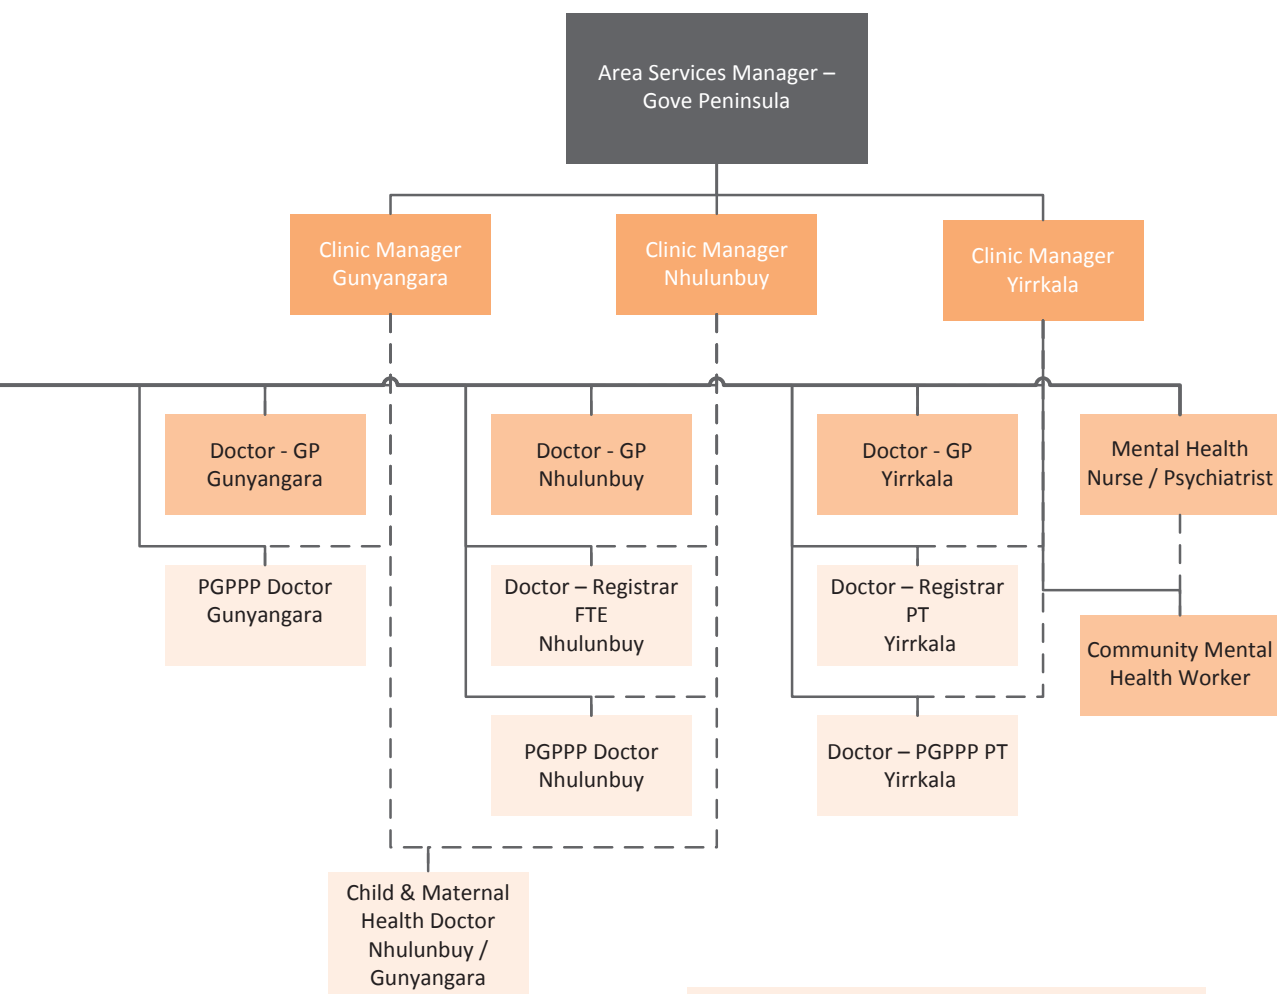 Area Services Manager –
Gove Peninsula
Clinic Manager
Gunyangara
Clinic Manager
Nhulunbuy
Clinic Manager
Yirrkala
Doctor - GP
Gunyangara
Doctor - GP
Nhulunbuy
Doctor - GP
Yirrkala
Mental Health
Nurse / Psychiatrist
PGPPP Doctor
Gunyangara
Doctor – Registrar
FTE
Nhulunbuy
Doctor – Registrar
PT
Yirrkala
Community Mental
Health Worker
PGPPP Doctor
Nhulunbuy
Doctor – PGPPP PT
Yirrkala
Child & Maternal
Health Doctor
Nhulunbuy /
Gunyangara